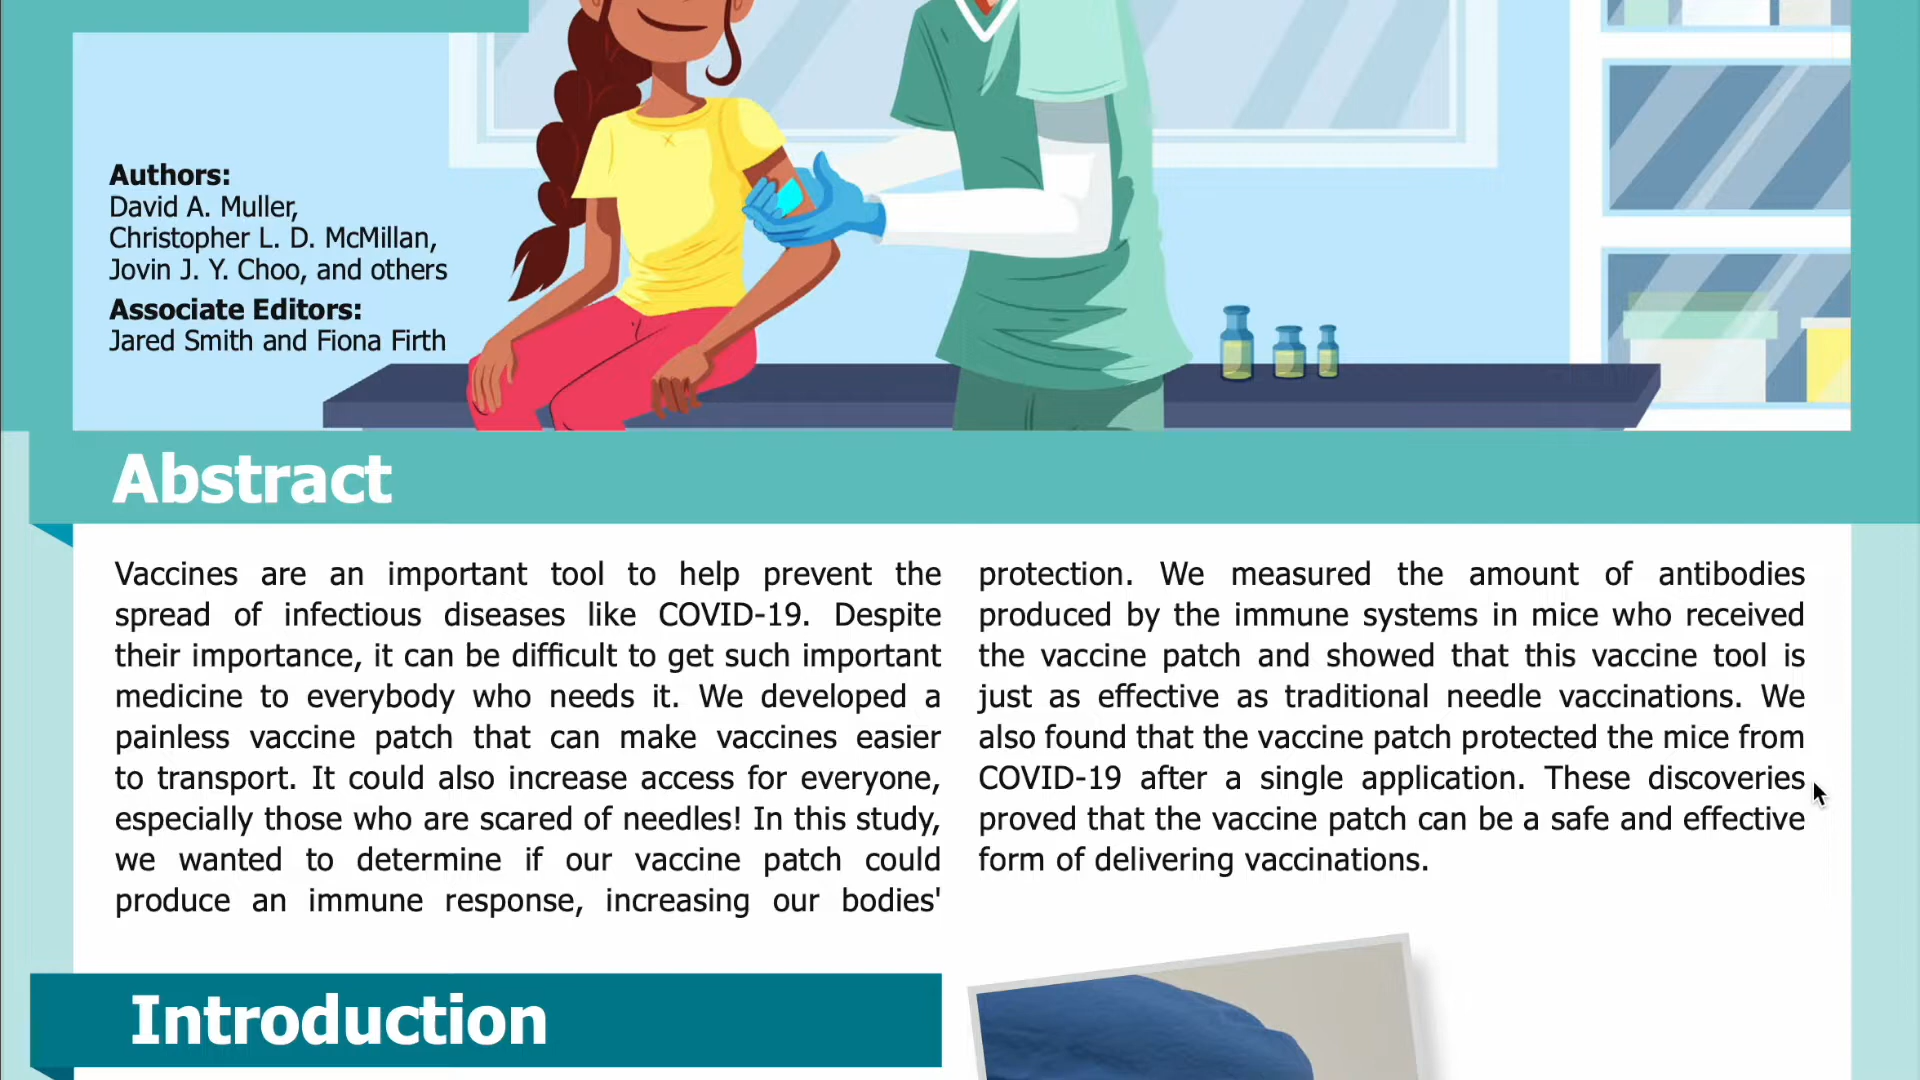 Authors:
David A. Muller,
Christopher L. D. McMillan,
Jovin J. Y. Choo, and others
Associate Editors:
Jared Smith and Fiona Firth
Abstract
Vaccines are an important tool to help prevent the
spread of infectious diseases like COVID-19. Despite
their importance, it can be difficult to get such important
medicine to everybody who needs it. We developed a
painless vaccine patch that can make vaccines easier
to transport. It could also increase access for everyone,
especially those who are scared of needles! In this study,
we wanted to determine if our vaccine patch could
produce an immune response, increasing our bodies'
protection. We measured the amount of antibodies
produced by the immune systems in mice who received
the vaccine patch and showed that this vaccine tool is
just as effective as traditional needle vaccinations. We
also found that the vaccine patch protected the mice from
COVID-19 after a single application. These discoveries
proved that the vaccine patch can be a safe and effective
form of delivering vaccinations.
Introduction